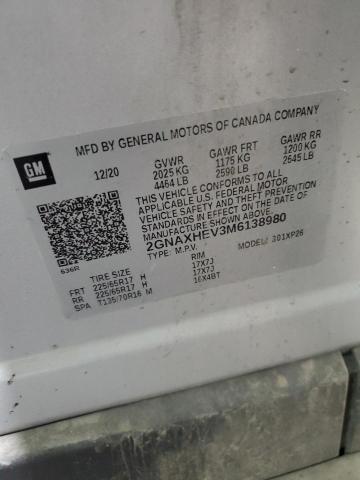 MFD BY GENERAL MOTORS OF CANADA COMPANY
GM
12/20 GVWR GAWR FRT GAWR RR
2025 KG 1175 KG 1200 KG
4464 LB 2590 LB 2645 LB
THIS VEHICLE CONFORMS TO ALL APPLICABLE U.S. FEDERAL MOTOR VEHICLE SAFETY, BUMPER, AND THEFT PREVENTION STANDARDS IN EFFECT ON THE DATE OF MANUFACTURE SHOWN ABOVE.
2GNAXHEV3M6138980
TYPE: M.P.V. MODEL: 301XP26
636R
TIRE SIZE RIM
FRT 225/65R17 H 17X7J
RR 225/65R17 H 17X7J
SPA T135/70R16 M 16X4BT